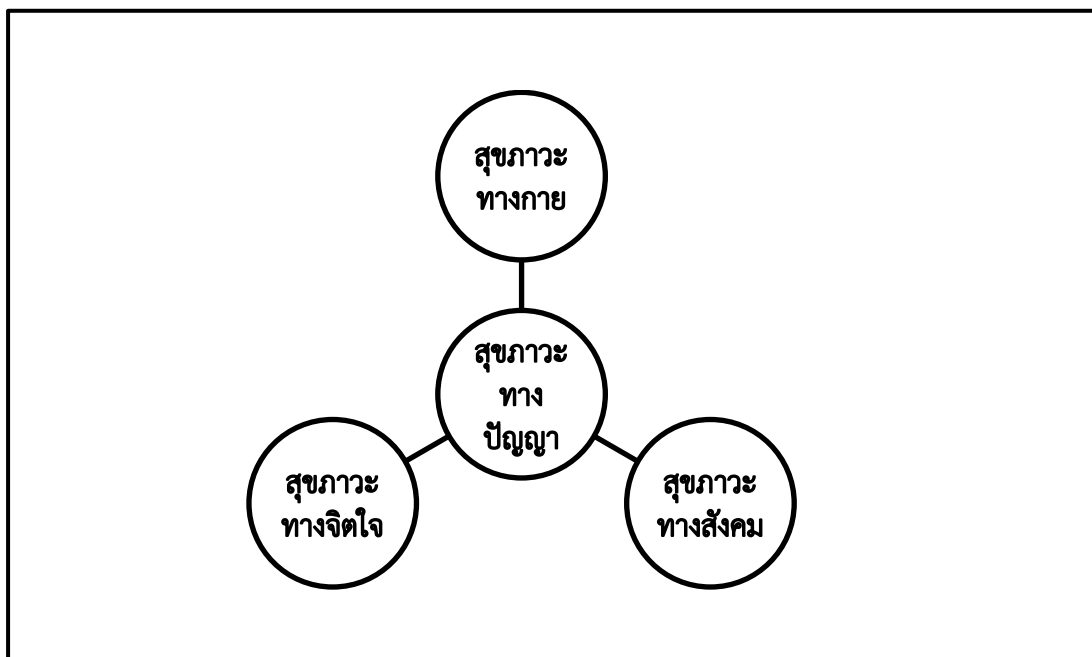 สุขภาวะ
ทางกาย
สุขภาวะ
ทาง
ปัญญา
สุขภาวะ
ทางจิตใจ
สุขภาวะ
ทางสังคม